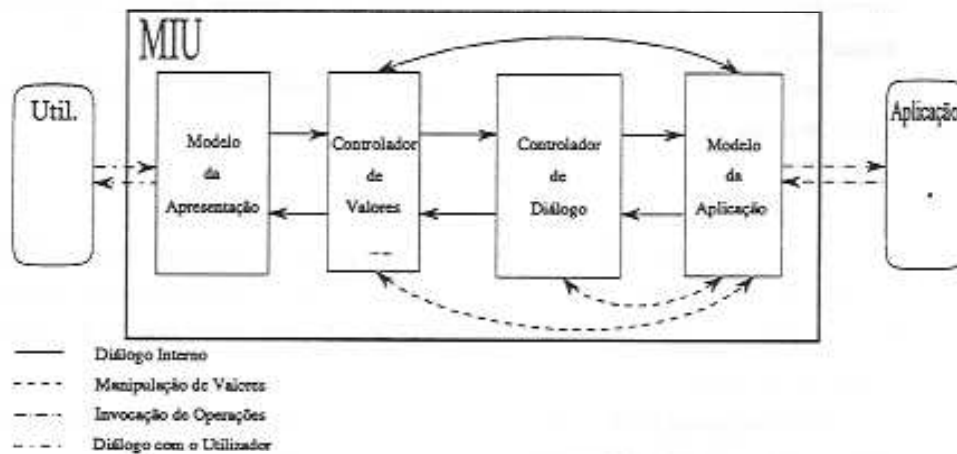 MIU
Util.
Modelo
da
Apresentação
Controlador
de
Valores
Controlador
de
Diálogo
Modelo
da
Aplicação
Aplicação
Diálogo Interno
Manipulação de Valores
Invocação de Operações
Diálogo com o Utilizador